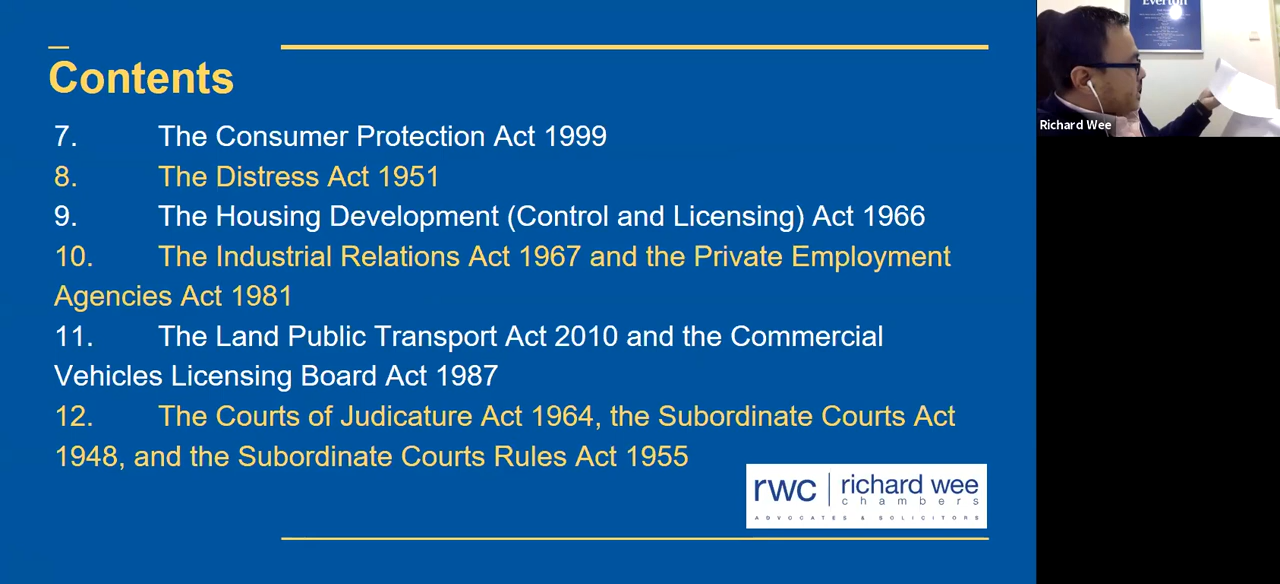 Contents
7. The Consumer Protection Act 1999
8. The Distress Act 1951
9. The Housing Development (Control and Licensing) Act 1966
10. The Industrial Relations Act 1967 and the Private Employment
Agencies Act 1981
11. The Land Public Transport Act 2010 and the Commercial
Vehicles Licensing Board Act 1987
12. The Courts of Judicature Act 1964, the Subordinate Courts Act
1948, and the Subordinate Courts Rules Act 1955
rwc | richard wee
chambers
ADVOCATES & SOLICITORS
Everton
Richard Wee